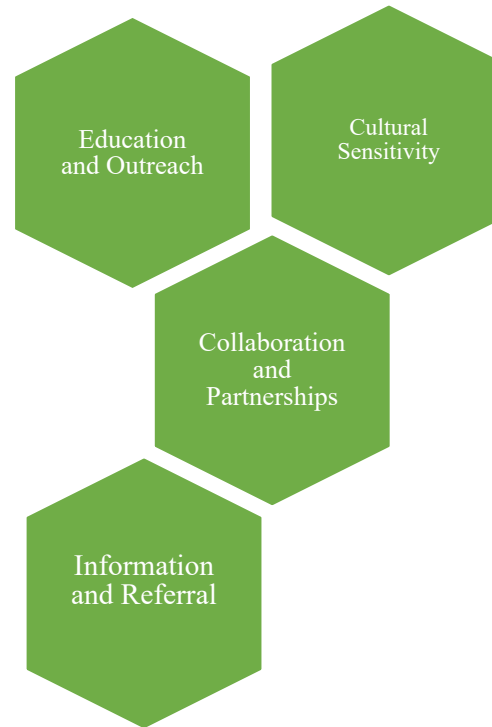 Education
and Outreach
Cultural
Sensitivity
Collaboration
and
Partnerships
Information
and Referral